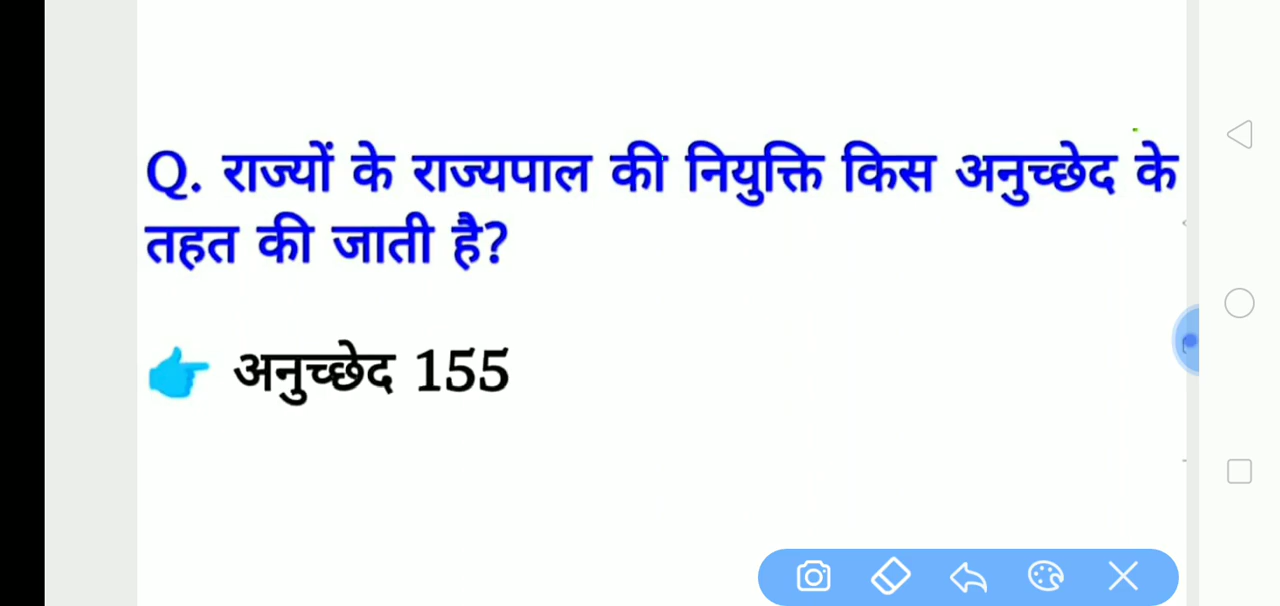 Q. राज्यों के राज्यपाल की नियुक्ति किस अनुच्छेद के
तहत की जाती है?
👉 अनुच्छेद 155